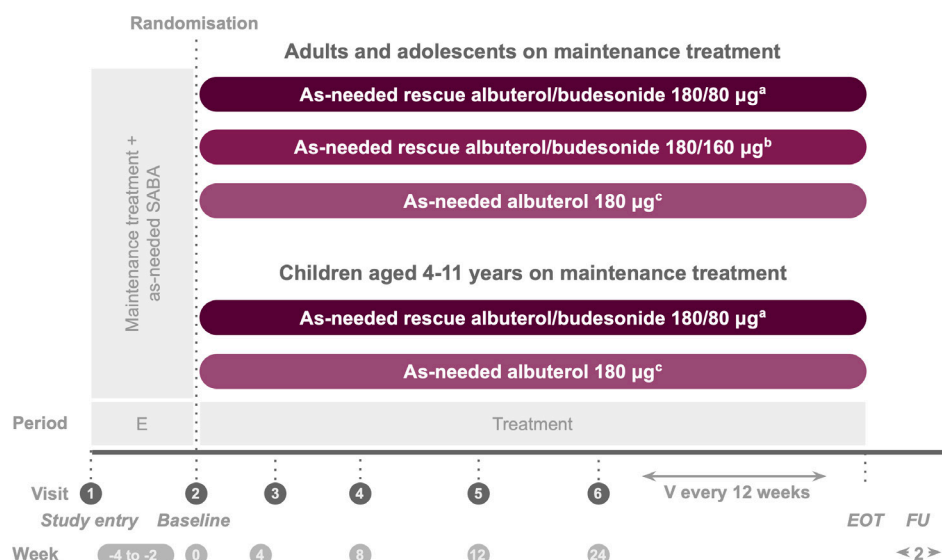 Randomisation
Adults and adolescents on maintenance treatment
As-needed rescue albuterol/budesonide 180/80 µgᵃ
As-needed rescue albuterol/budesonide 180/160 µgᵇ
As-needed albuterol 180 µgᶜ
Maintenance treatment +
as-needed SABA
Children aged 4-11 years on maintenance treatment
As-needed rescue albuterol/budesonide 180/80 µgᵃ
As-needed albuterol 180 µgᶜ
Period E Treatment
Visit 1 2 3 4 5 6 V every 12 weeks
Study entry Baseline EOT FU
Week -4 to -2 0 4 8 12 24 2